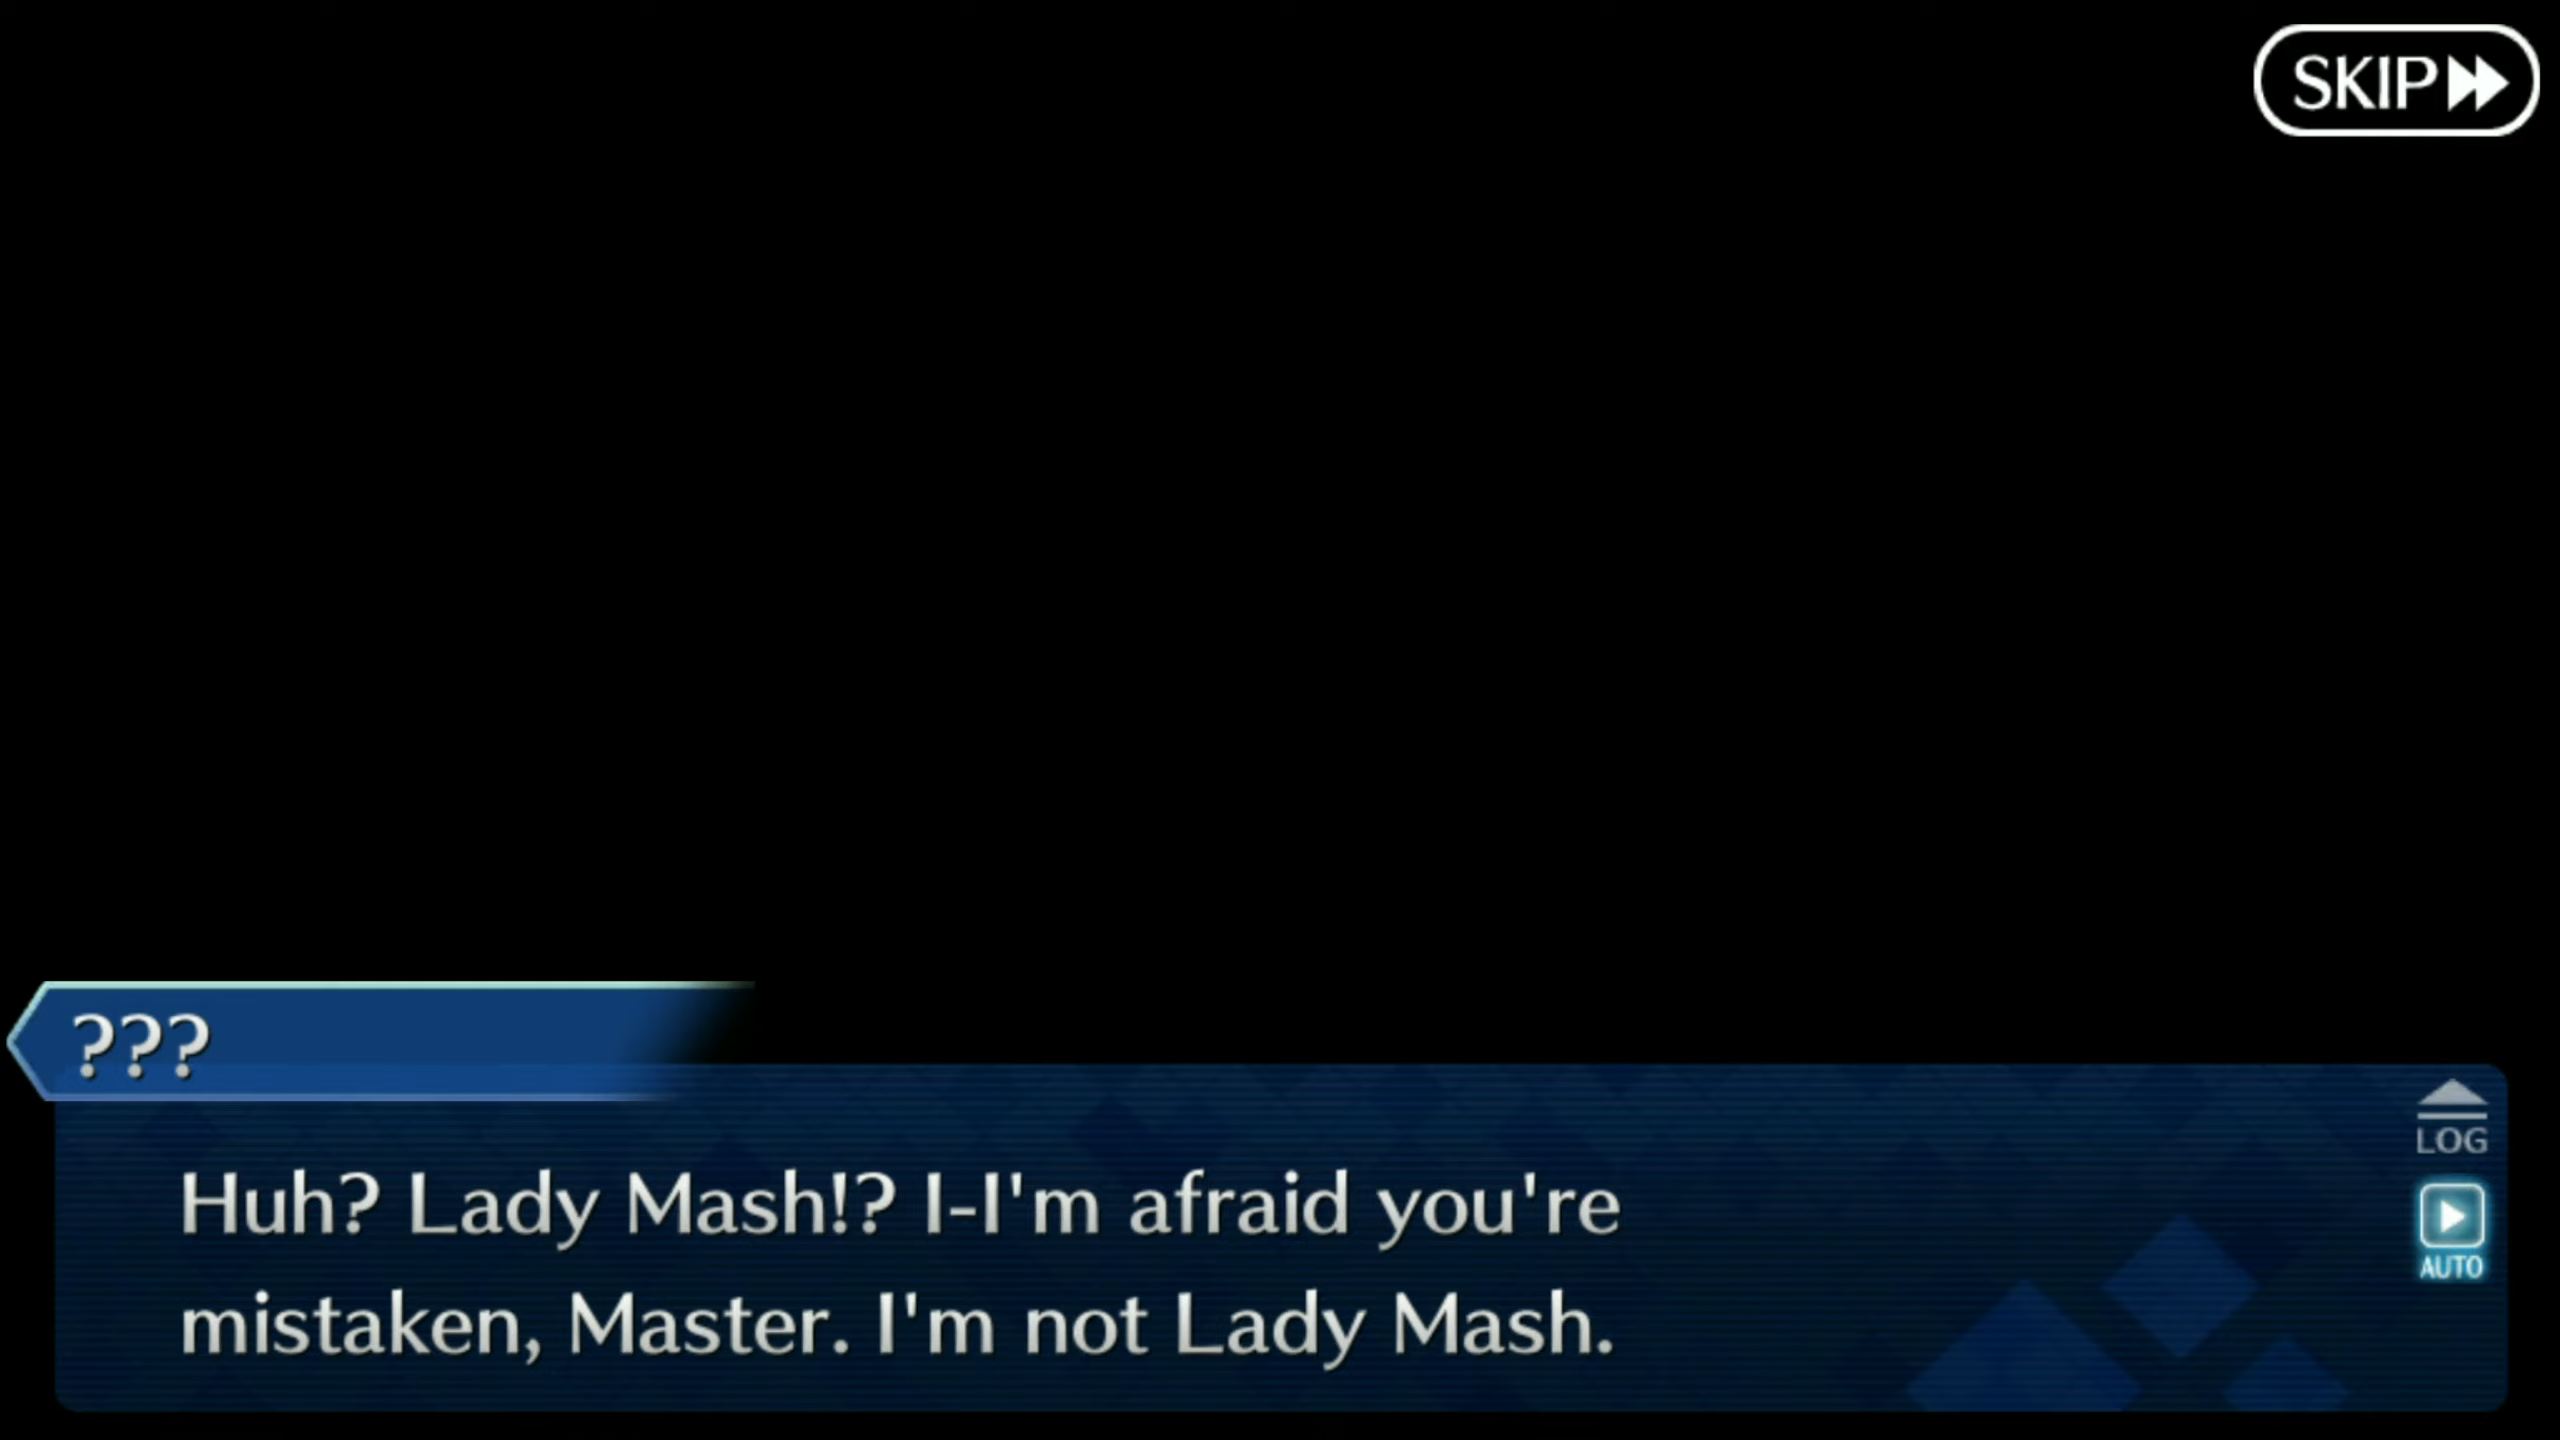 SKIP
???
LOG
Huh? Lady Mash!? I-I'm afraid you're
mistaken, Master. I'm not Lady Mash.
AUTO